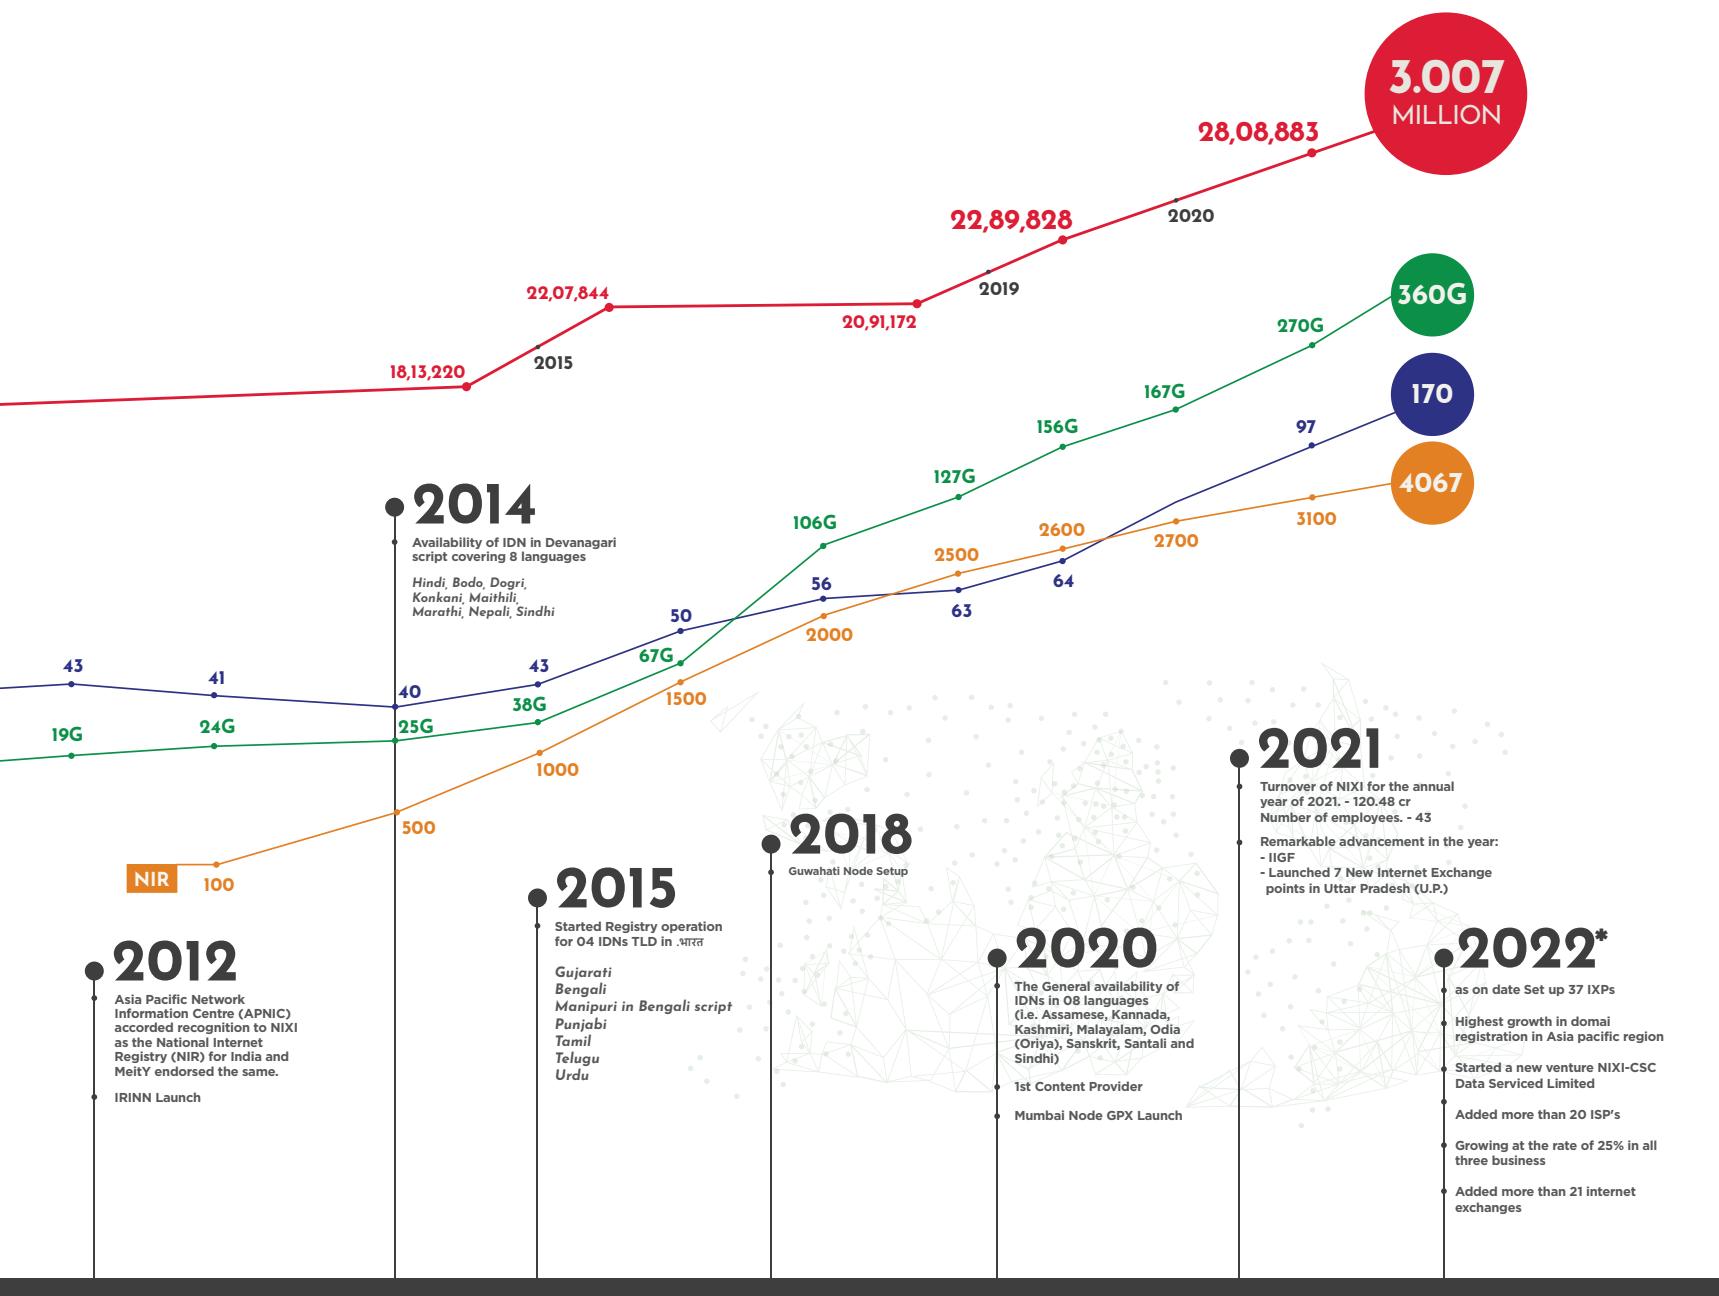 3.007
MILLION
28,08,883
22,89,828
2020
2019
22,07,844
20,91,172
18,13,220
2015
360G
270G
167G
156G
127G
106G
67G
38G
25G
24G
19G
170
97
64
63
56
50
43
40
41
43
4067
3100
2700
2600
2500
2000
1500
1000
500
100
NIR
2012
Asia Pacific Network
Information Centre (APNIC)
accorded recognition to NIXI
as the National Internet
Registry (NIR) for India and
MeitY endorsed the same.
IRINN Launch
2014
Availability of IDN in Devanagari
script covering 8 languages
Hindi, Bodo, Dogri,
Konkani, Maithili,
Marathi, Nepali, Sindhi
2015
Started Registry operation
for 04 IDNs TLD in .भारत
Gujarati
Bengali
Manipuri in Bengali script
Punjabi
Tamil
Telugu
Urdu
2018
Guwahati Node Setup
2020
The General availability of
IDNs in 08 languages
(i.e. Assamese, Kannada,
Kashmiri, Malayalam, Odia
(Oriya), Sanskrit, Santali and
Sindhi)
1st Content Provider
Mumbai Node GPX Launch
2021
Turnover of NIXI for the annual
year of 2021. - 120.48 cr
Number of employees. - 43
Remarkable advancement in the year:
- IIGF
- Launched 7 New Internet Exchange
points in Uttar Pradesh (U.P.)
2022*
as on date Set up 37 IXPs
Highest growth in domai
registration in Asia pacific region
Started a new venture NIXI-CSC
Data Serviced Limited
Added more than 20 ISP's
Growing at the rate of 25% in all
three business
Added more than 21 internet
exchanges